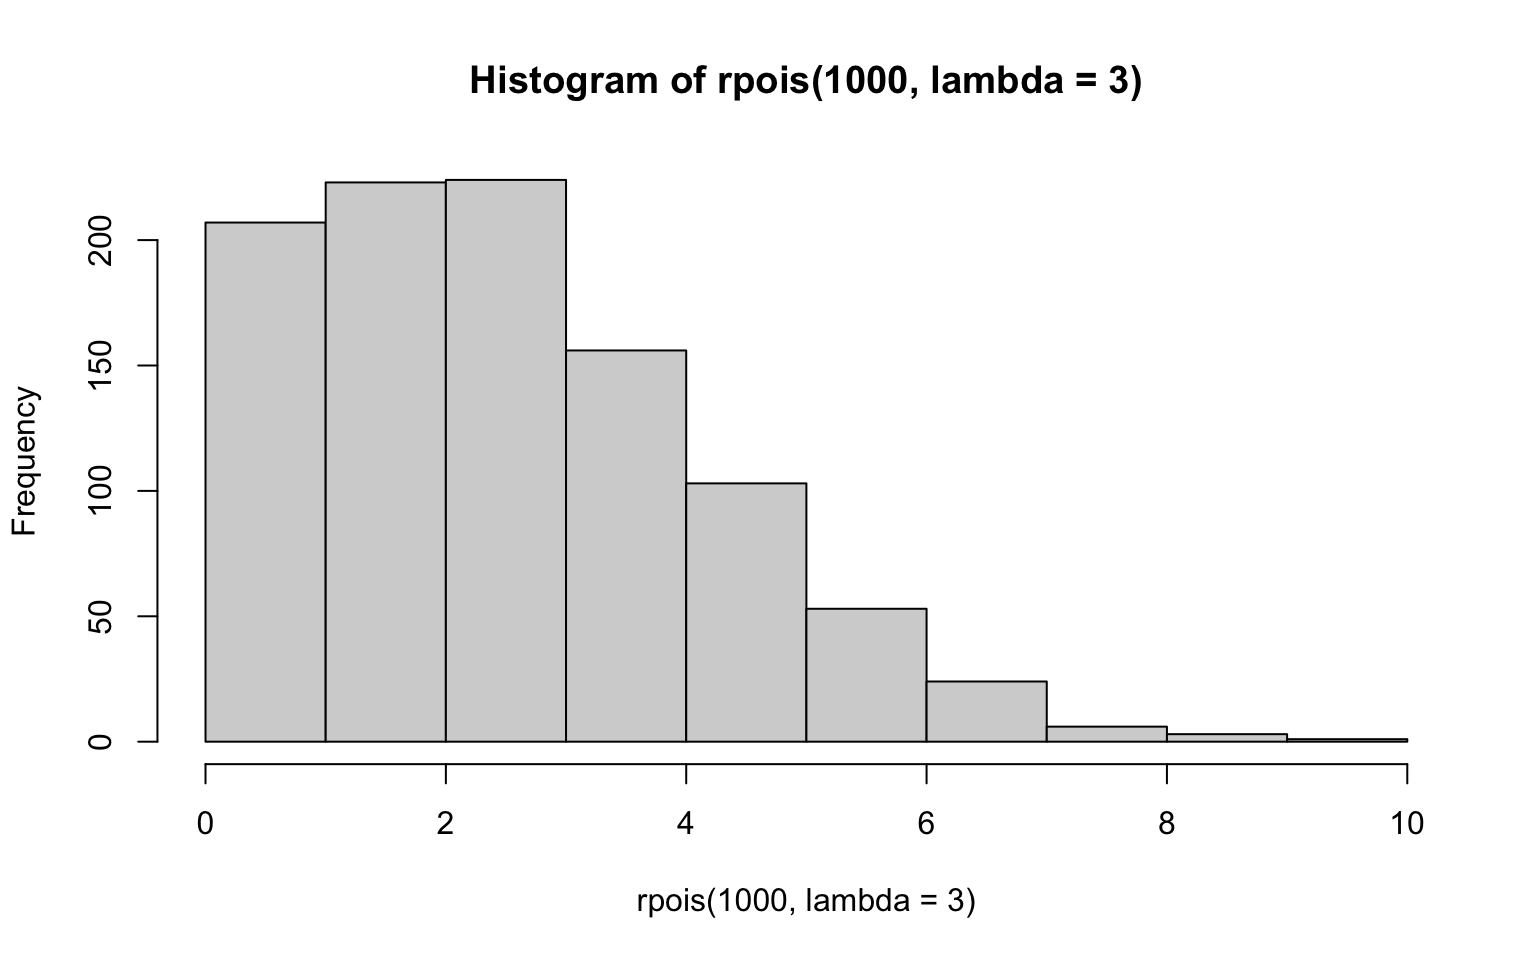 Histogram of rpois(1000, lambda = 3)
Frequency
200
150
100
50
0
0 2 4 6 8 10
rpois(1000, lambda = 3)